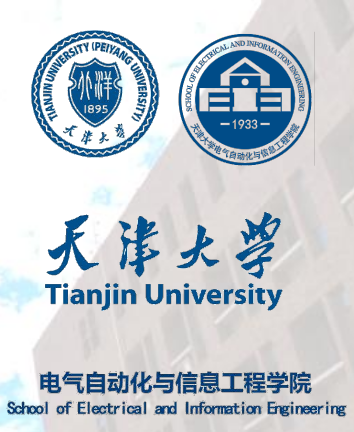 TIANJIN UNIVERSITY (PEIYANG UNIVERSITY)
北洋
1895
天津大学
SCHOOL OF ELECTRICAL AND INFORMATION ENGINEERING
1933
天津大学电气自动化与信息工程学院
天津大学
Tianjin University
电气自动化与信息工程学院
School of Electrical and Information Engineering